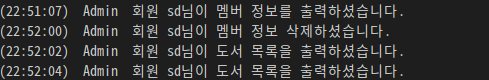 (22:51:07)  Admin  회원 sd님이 멤버 정보를 출력하셨습니다.
(22:52:00)  Admin  회원 sd님이 멤버 정보 삭제하셨습니다.
(22:52:02)  Admin  회원 sd님이 도서 목록을 출력하셨습니다.
(22:52:04)  Admin  회원 sd님이 도서 목록을 출력하셨습니다.